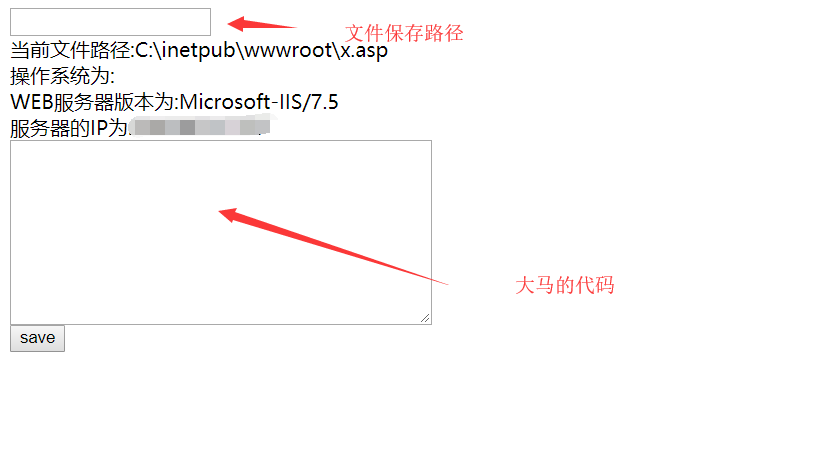 文件保存路径
当前文件路径:C:\inetpub\wwwroot\x.asp
操作系统为:
WEB服务器版本为:Microsoft-IIS/7.5
服务器的IP为:
大马的代码
save